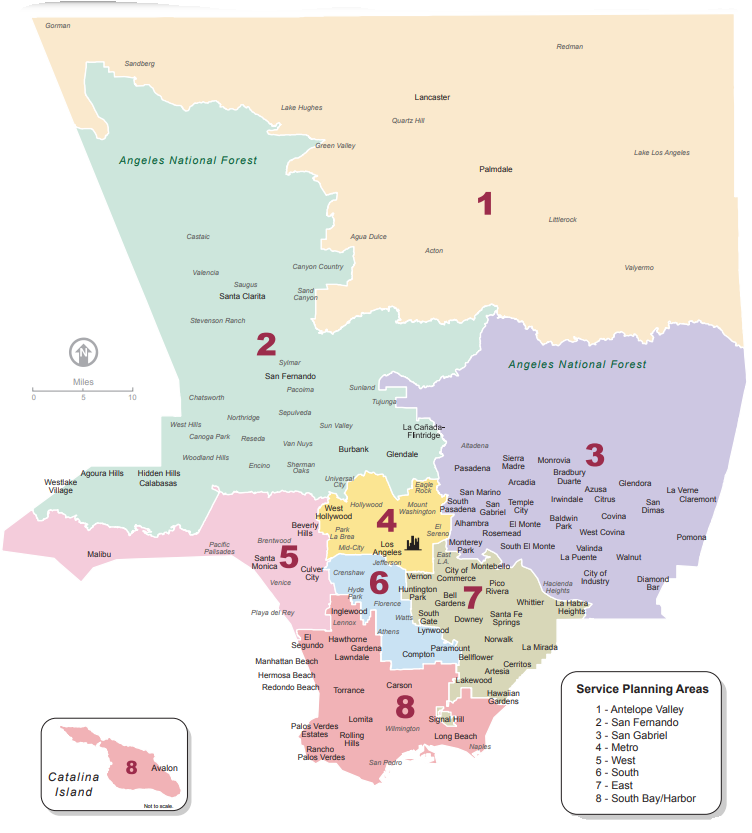 Gorman
Redman
Sandberg
Lancaster
Lake Hughes
Quartz Hill
Green Valley
Lake Los Angeles
Angeles National Forest
Palmdale
1
Littlerock
Castaic
Agua Dulce
Acton
Valencia
Canyon Country
Valyermo
Saugus
Santa Clarita
Sand
Canyon
Stevenson Ranch
2
Sylmar
Angeles National Forest
San Fernando
Miles
0 5 10
Pacoima
Sunland
Chatsworth
Tujunga
Northridge
Sepulveda
West Hills
Sun Valley
La Cañada-
Flintridge
Canoga Park
Reseda
Van Nuys
Altadena
3
Burbank
Glendale
Woodland Hills
Encino
Sherman
Oaks
Pasadena
Sierra
Madre
Monrovia
Bradbury
Duarte
Agoura Hills
Hidden Hills
Calabasas
Westlake
Village
Universal
City
Eagle
Rock
Arcadia
Azusa
Glendora
La Verne
Claremont
San Marino
Irwindale
Citrus
San
Dimas
West
Hollywood
Hollywood
Mount
Washington
South
Pasadena
San
Gabriel
Temple
City
Baldwin
Park
Covina
4
Beverly
Hills
Park
La Brea
El
Sereno
Alhambra
El Monte
Rosemead
West Covina
Pomona
Brentwood
Pacific
Palisades
Mid-City
Los
Angeles
Monterey
Park
South El Monte
Valinda
La Puente
Walnut
Malibu
Santa
Monica
5
Culver
City
Jefferson
East
L.A.
Montebello
City of
Commerce
City of
Industry
Diamond
Bar
Crenshaw
6
Vernon
Venice
Hyde
Park
Huntington
Park
Bell
Gardens
7
Pico
Rivera
Hacienda
Heights
Florence
Whittier
La Habra
Heights
Playa del Rey
Inglewood
Lennox
Watts
South
Gate
Downey
Santa Fe
Springs
Athens
Lynwood
El
Segundo
Hawthorne
Gardena
Lawndale
Norwalk
Paramount
La Mirada
Compton
Bellflower
Manhattan Beach
Cerritos
Artesia
Hermosa Beach
Lakewood
Redondo Beach
Torrance
Carson
Hawaiian
Gardens
8
Lomita
Signal Hill
Palos Verdes
Estates
Rolling
Hills
Wilmington
Long Beach
Rancho
Palos Verdes
Naples
San Pedro
Catalina
Island
8
Avalon
Not to scale.
Service Planning Areas
1 - Antelope Valley
2 - San Fernando
3 - San Gabriel
4 - Metro
5 - West
6 - South
7 - East
8 - South Bay/Harbor